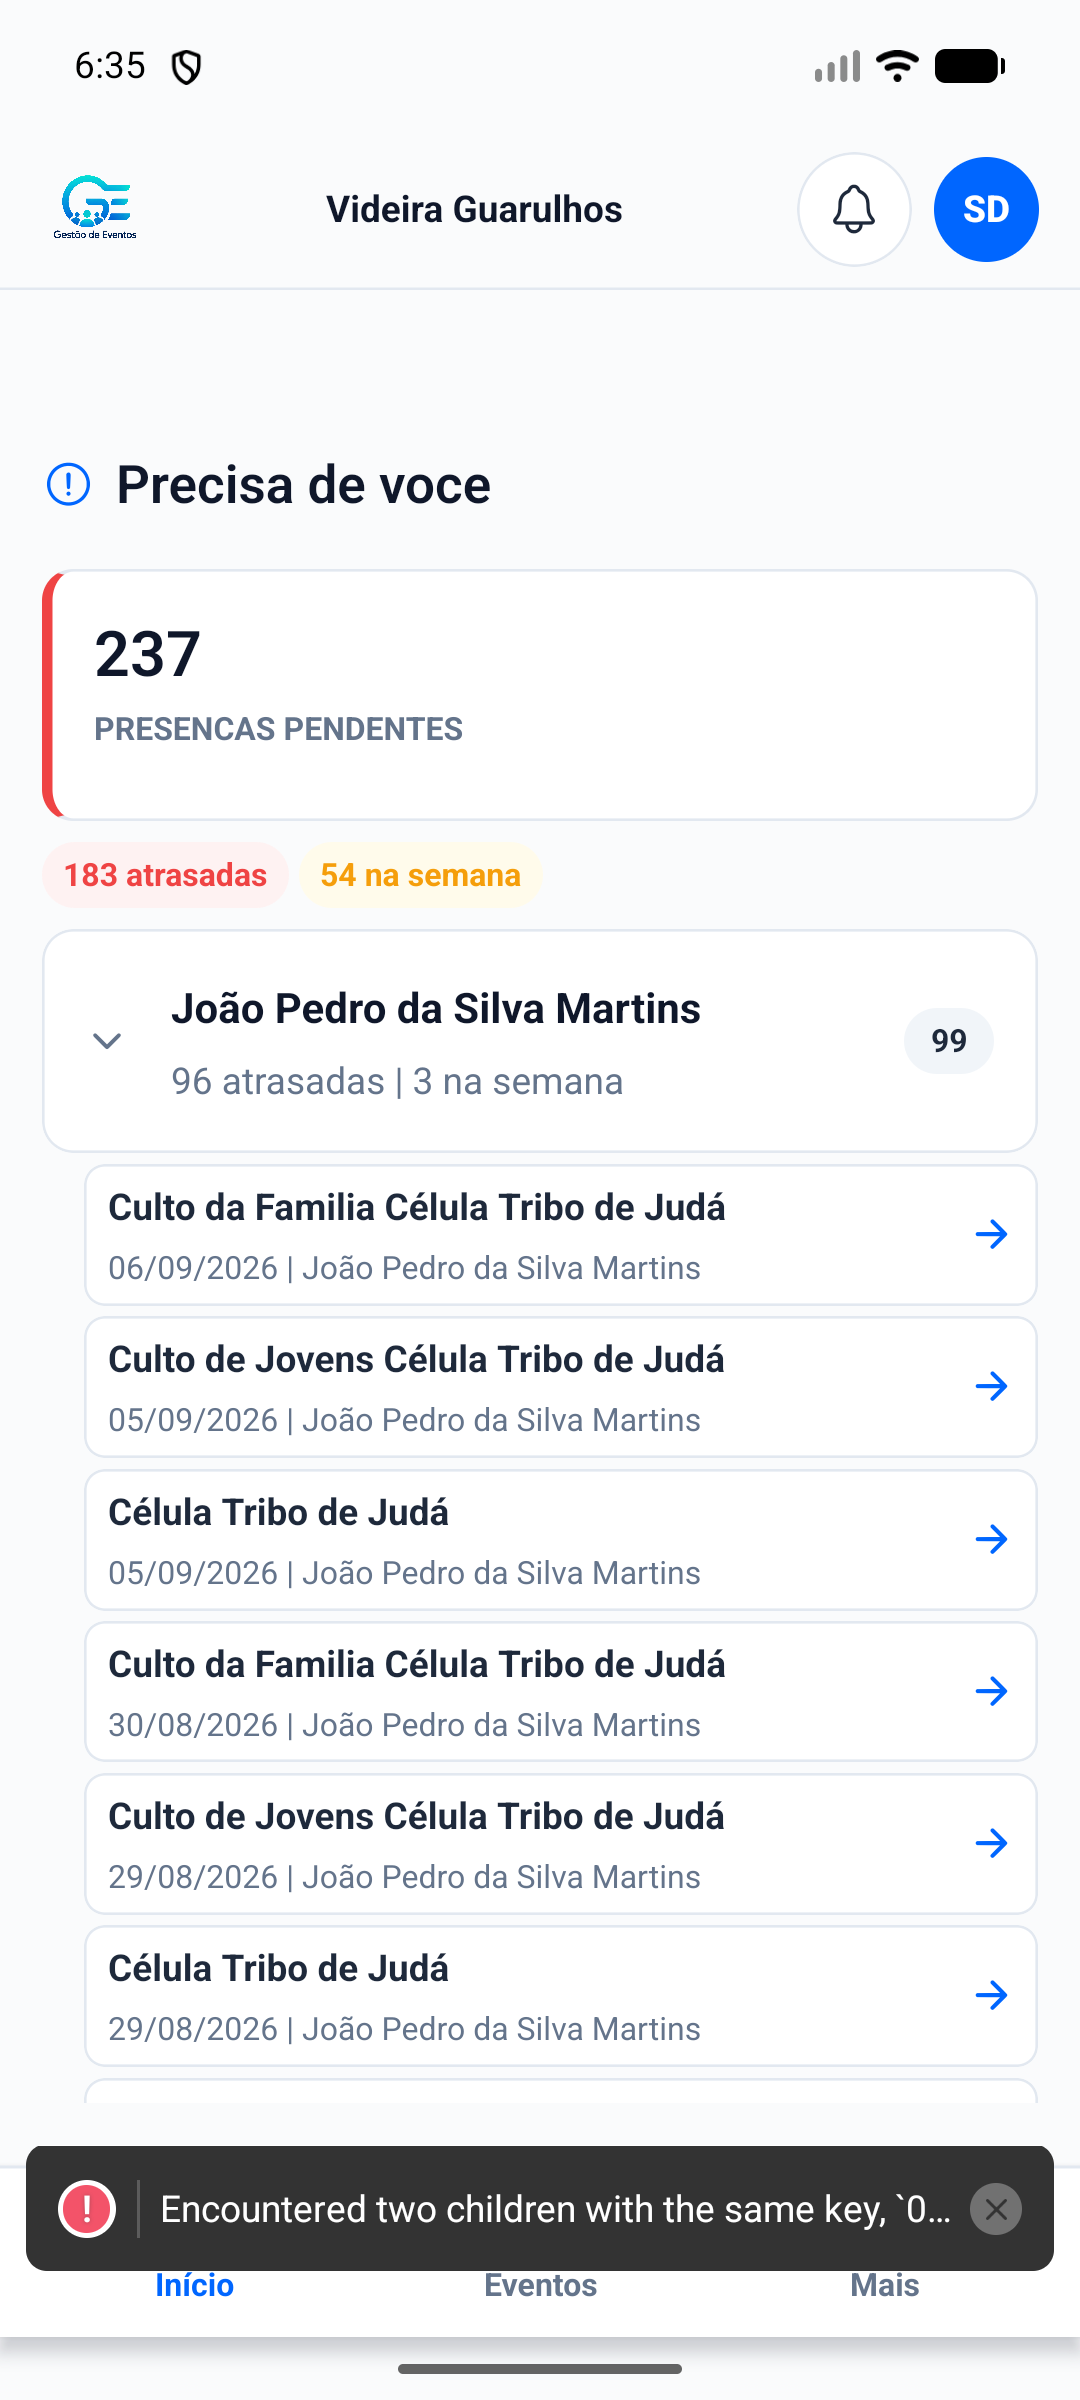 6:35
Gestão de Eventos
Videira Guarulhos
SD
Precisa de voce
237
PRESENCAS PENDENTES
183 atrasadas
54 na semana
João Pedro da Silva Martins
96 atrasadas | 3 na semana
99
Culto da Familia Célula Tribo de Judá
06/09/2026 | João Pedro da Silva Martins
Culto de Jovens Célula Tribo de Judá
05/09/2026 | João Pedro da Silva Martins
Célula Tribo de Judá
05/09/2026 | João Pedro da Silva Martins
Culto da Familia Célula Tribo de Judá
30/08/2026 | João Pedro da Silva Martins
Culto de Jovens Célula Tribo de Judá
29/08/2026 | João Pedro da Silva Martins
Célula Tribo de Judá
29/08/2026 | João Pedro da Silva Martins
Encountered two children with the same key, `0...
Início
Eventos
Mais